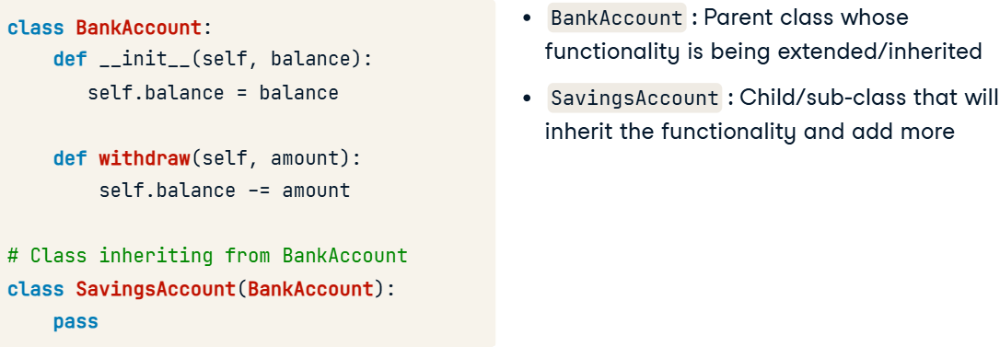 class BankAccount:
    def __init__(self, balance):
       self.balance = balance

    def withdraw(self, amount):
        self.balance -= amount

# Class inheriting from BankAccount
class SavingsAccount(BankAccount):
    pass

• BankAccount : Parent class whose
functionality is being extended/inherited
• SavingsAccount : Child/sub-class that will
inherit the functionality and add more